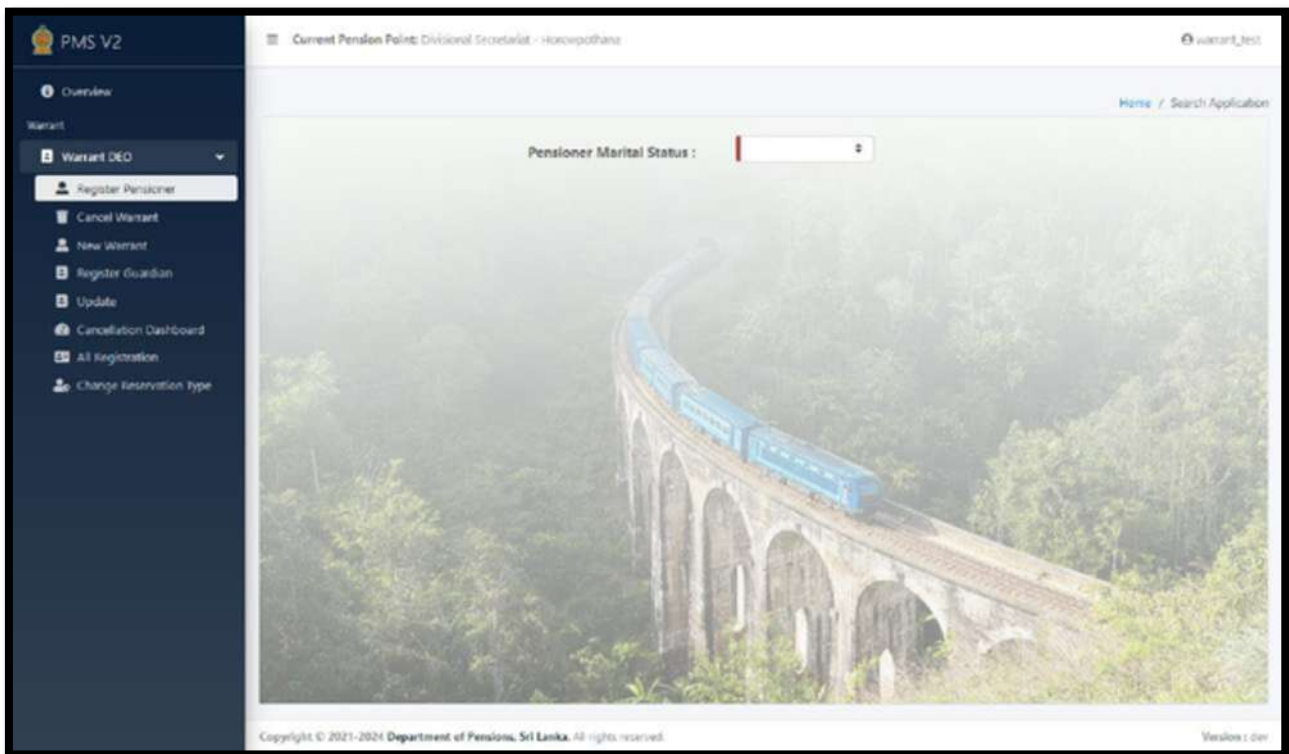 PMS V2
Current Pension Point: Divisional Secretariat - Horowpothana
warrant_test
Overview
Home / Search Application
Warrant
Pensioner Marital Status :
Warrant DEO
Register Pensioner
Cancel Warrant
New Warrant
Register Guardian
Update
Cancellation Dashboard
All Registration
Change Reservation Type
Copyright © 2021-2024 Department of Pensions, Sri Lanka. All rights reserved.
Version : dev